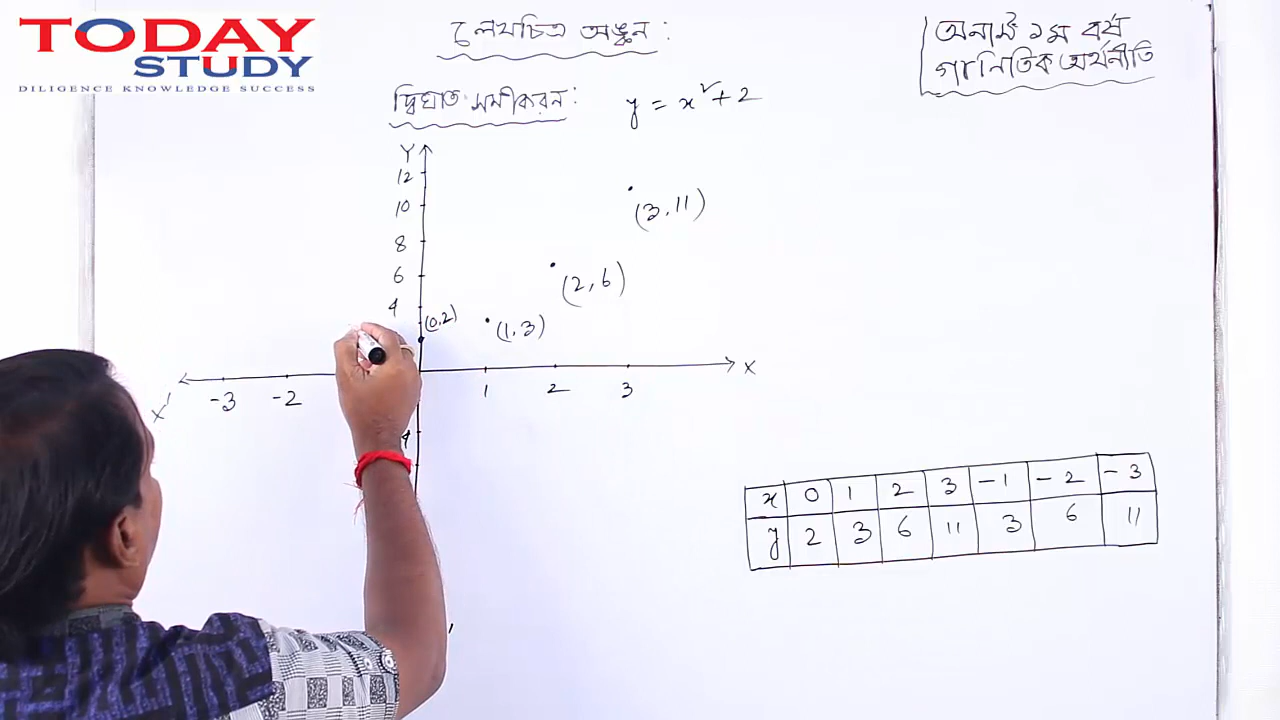 TODAY
STUDY
DILIGENCE KNOWLEDGE SUCCESS
লেখচিত্র অঙ্কন :
অনার্স ১ম বর্ষ
গাণিতিক অর্থনীতি
দ্বিঘাত সমীকরন : y = x² + 2
Y
12
10
8
6
4
(3, 11)
(2, 6)
(0,2)
(1, 3)
X
X'
-3 -2 1 2 3
4
x 0 1 2 3 -1 -2 -3
y 2 3 6 11 3 6 11